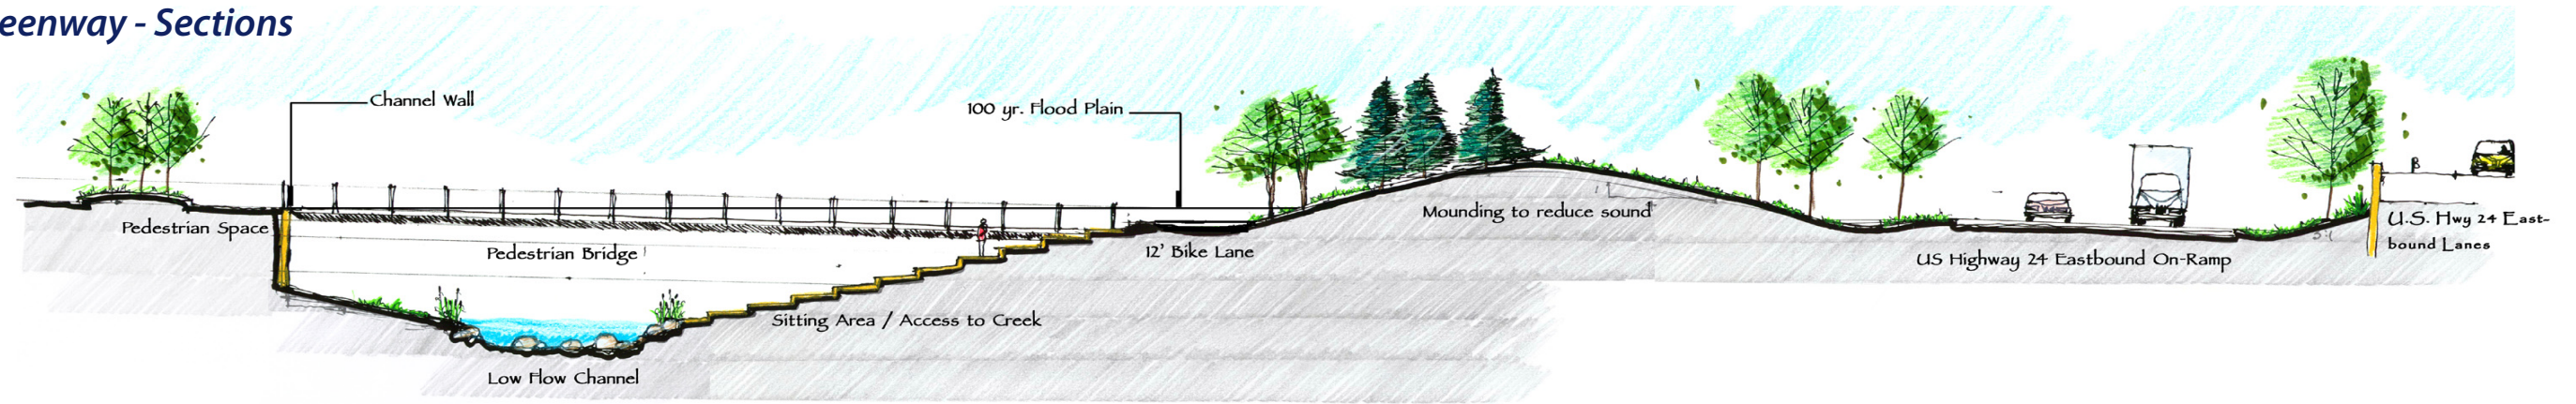 eenway - Sections
Channel Wall
100 yr. Flood Plain
Pedestrian Space
Pedestrian Bridge
12' Bike Lane
Mounding to reduce sound
US Highway 24 Eastbound On-Ramp
U.S. Hwy 24 East-
bound Lanes
Sitting Area / Access to Creek
Low Flow Channel